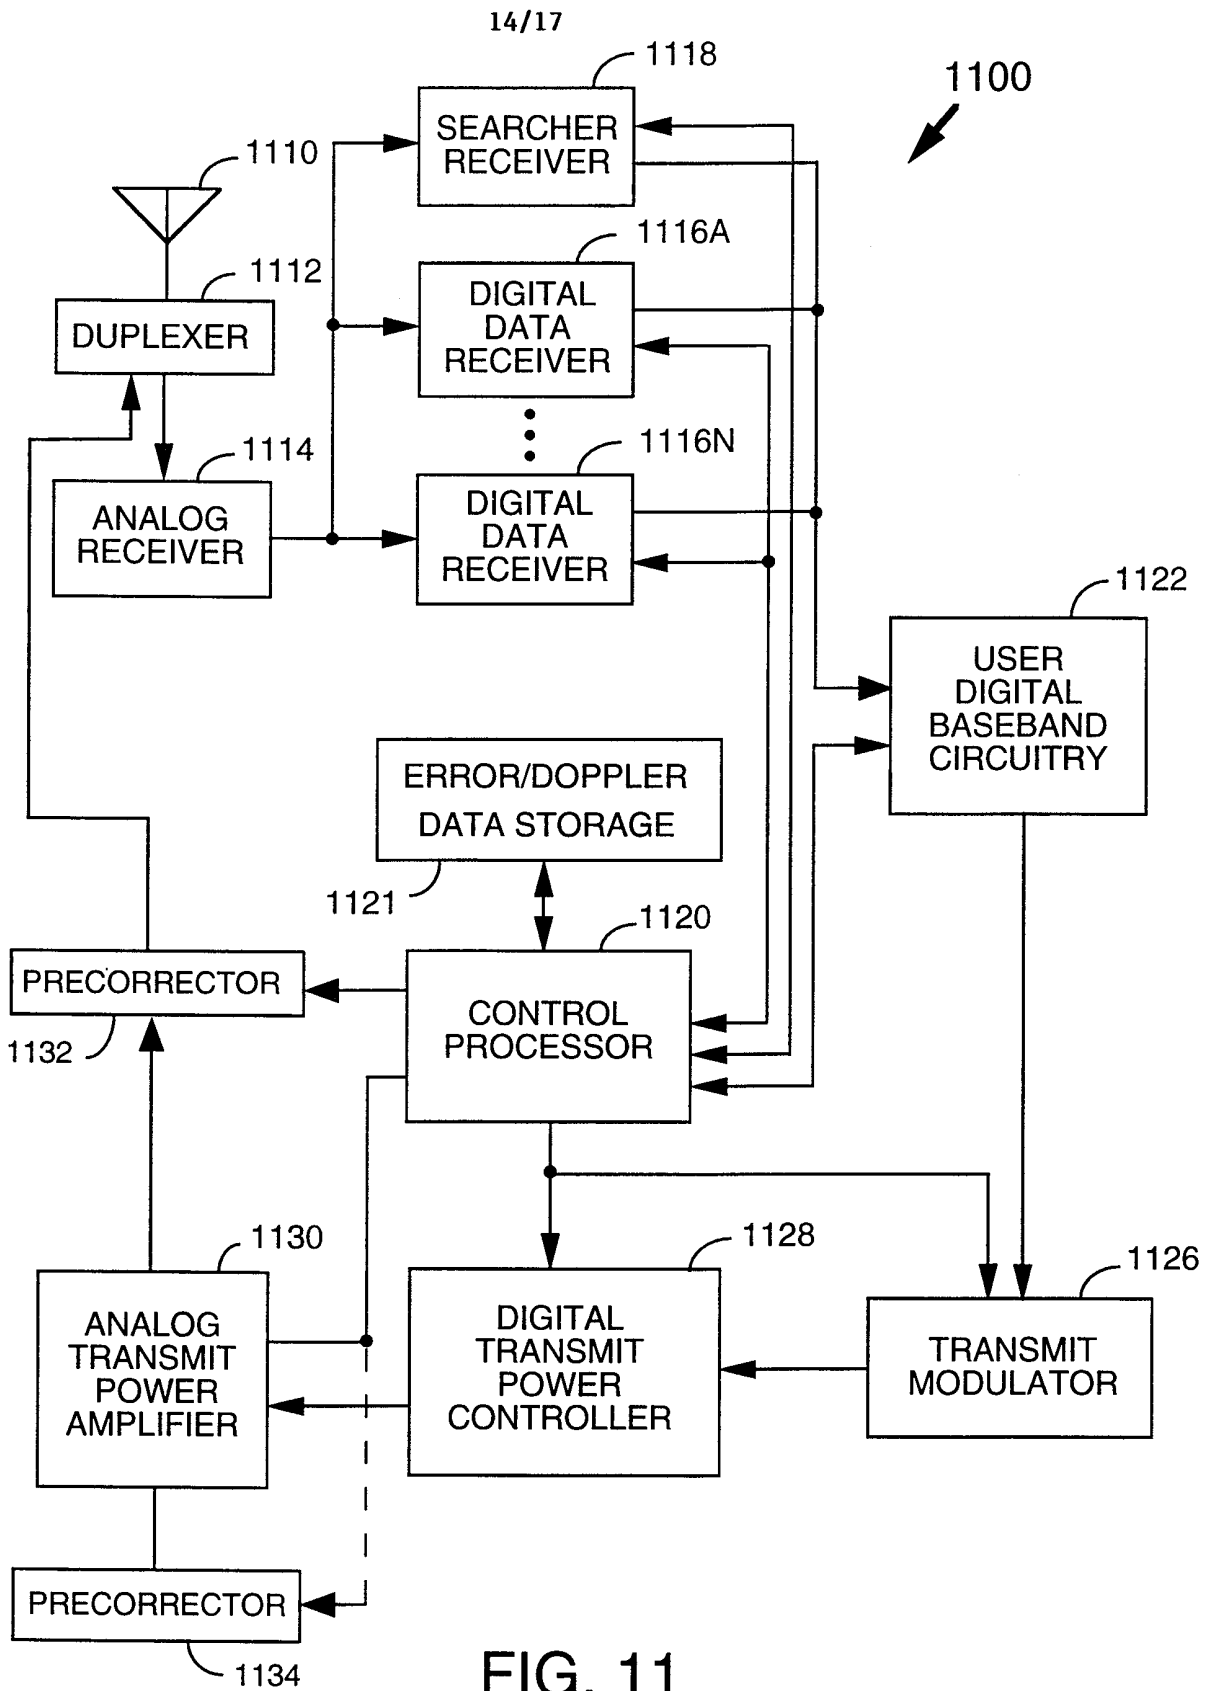 14/17
1118
1100
SEARCHER
RECEIVER
1110
1116A
1112
DIGITAL
DATA
RECEIVER
DUPLEXER
1114
1116N
ANALOG
RECEIVER
DIGITAL
DATA
RECEIVER
1122
USER
DIGITAL
BASEBAND
CIRCUITRY
ERROR/DOPPLER
DATA STORAGE
1121
1120
PRECORRECTOR
CONTROL
PROCESSOR
1132
1130
1128
1126
ANALOG
TRANSMIT
POWER
AMPLIFIER
DIGITAL
TRANSMIT
POWER
CONTROLLER
TRANSMIT
MODULATOR
PRECORRECTOR
1134
FIG. 11